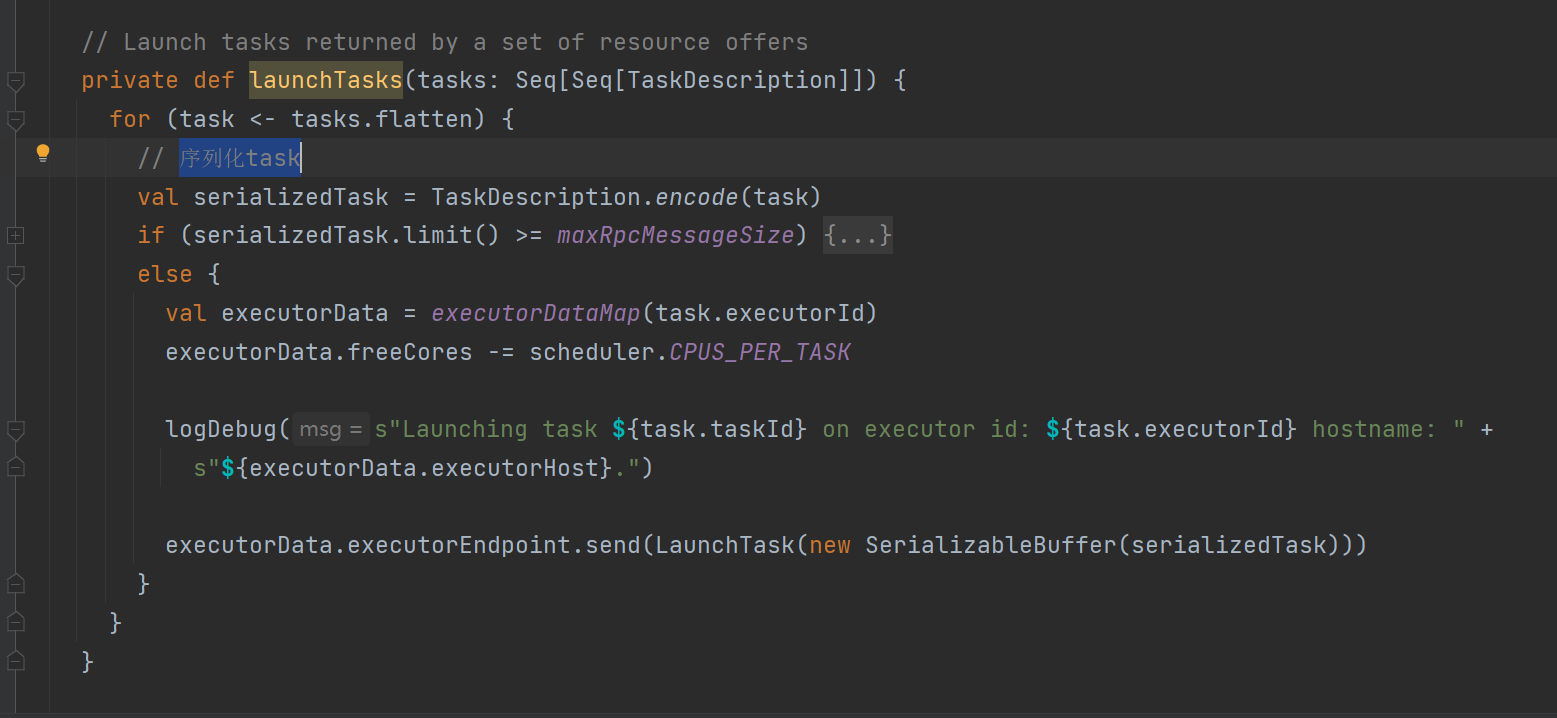 // Launch tasks returned by a set of resource offers
private def launchTasks(tasks: Seq[Seq[TaskDescription]]) {
for (task <- tasks.flatten) {
// 序列化task
val serializedTask = TaskDescription.encode(task)
if (serializedTask.limit() >= maxRpcMessageSize) {...}
else {
val executorData = executorDataMap(task.executorId)
executorData.freeCores -= scheduler.CPUS_PER_TASK
logDebug( msg = s"Launching task ${task.taskId} on executor id: ${task.executorId} hostname: " +
s"${executorData.executorHost}.")
executorData.executorEndpoint.send(LaunchTask(new SerializableBuffer(serializedTask)))
}
}
}